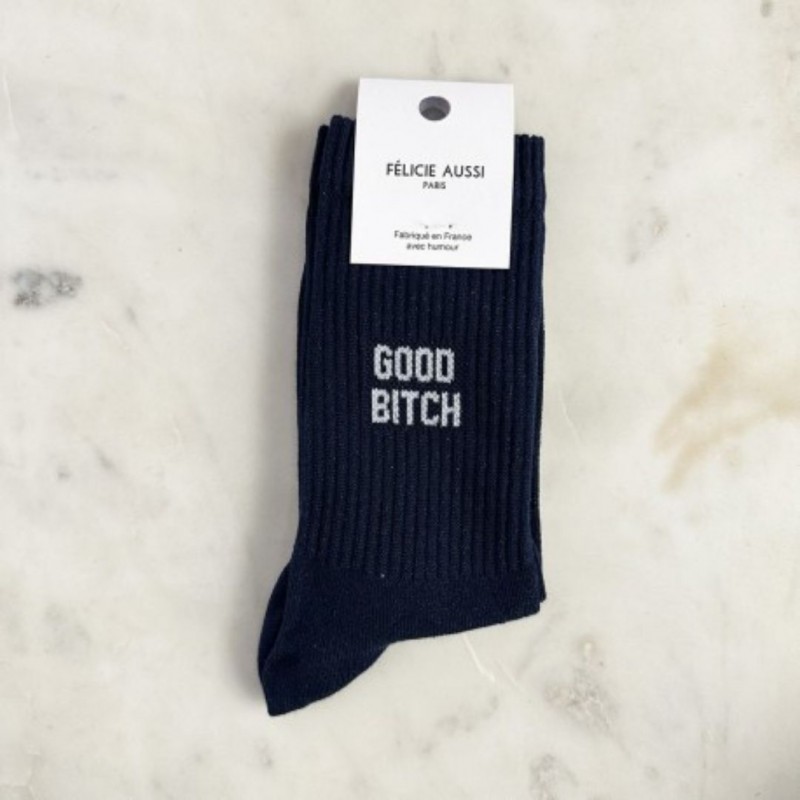 FÉLICIE AUSSI
PARIS
Fabriqué en France
avec humour
GOOD
BITCH